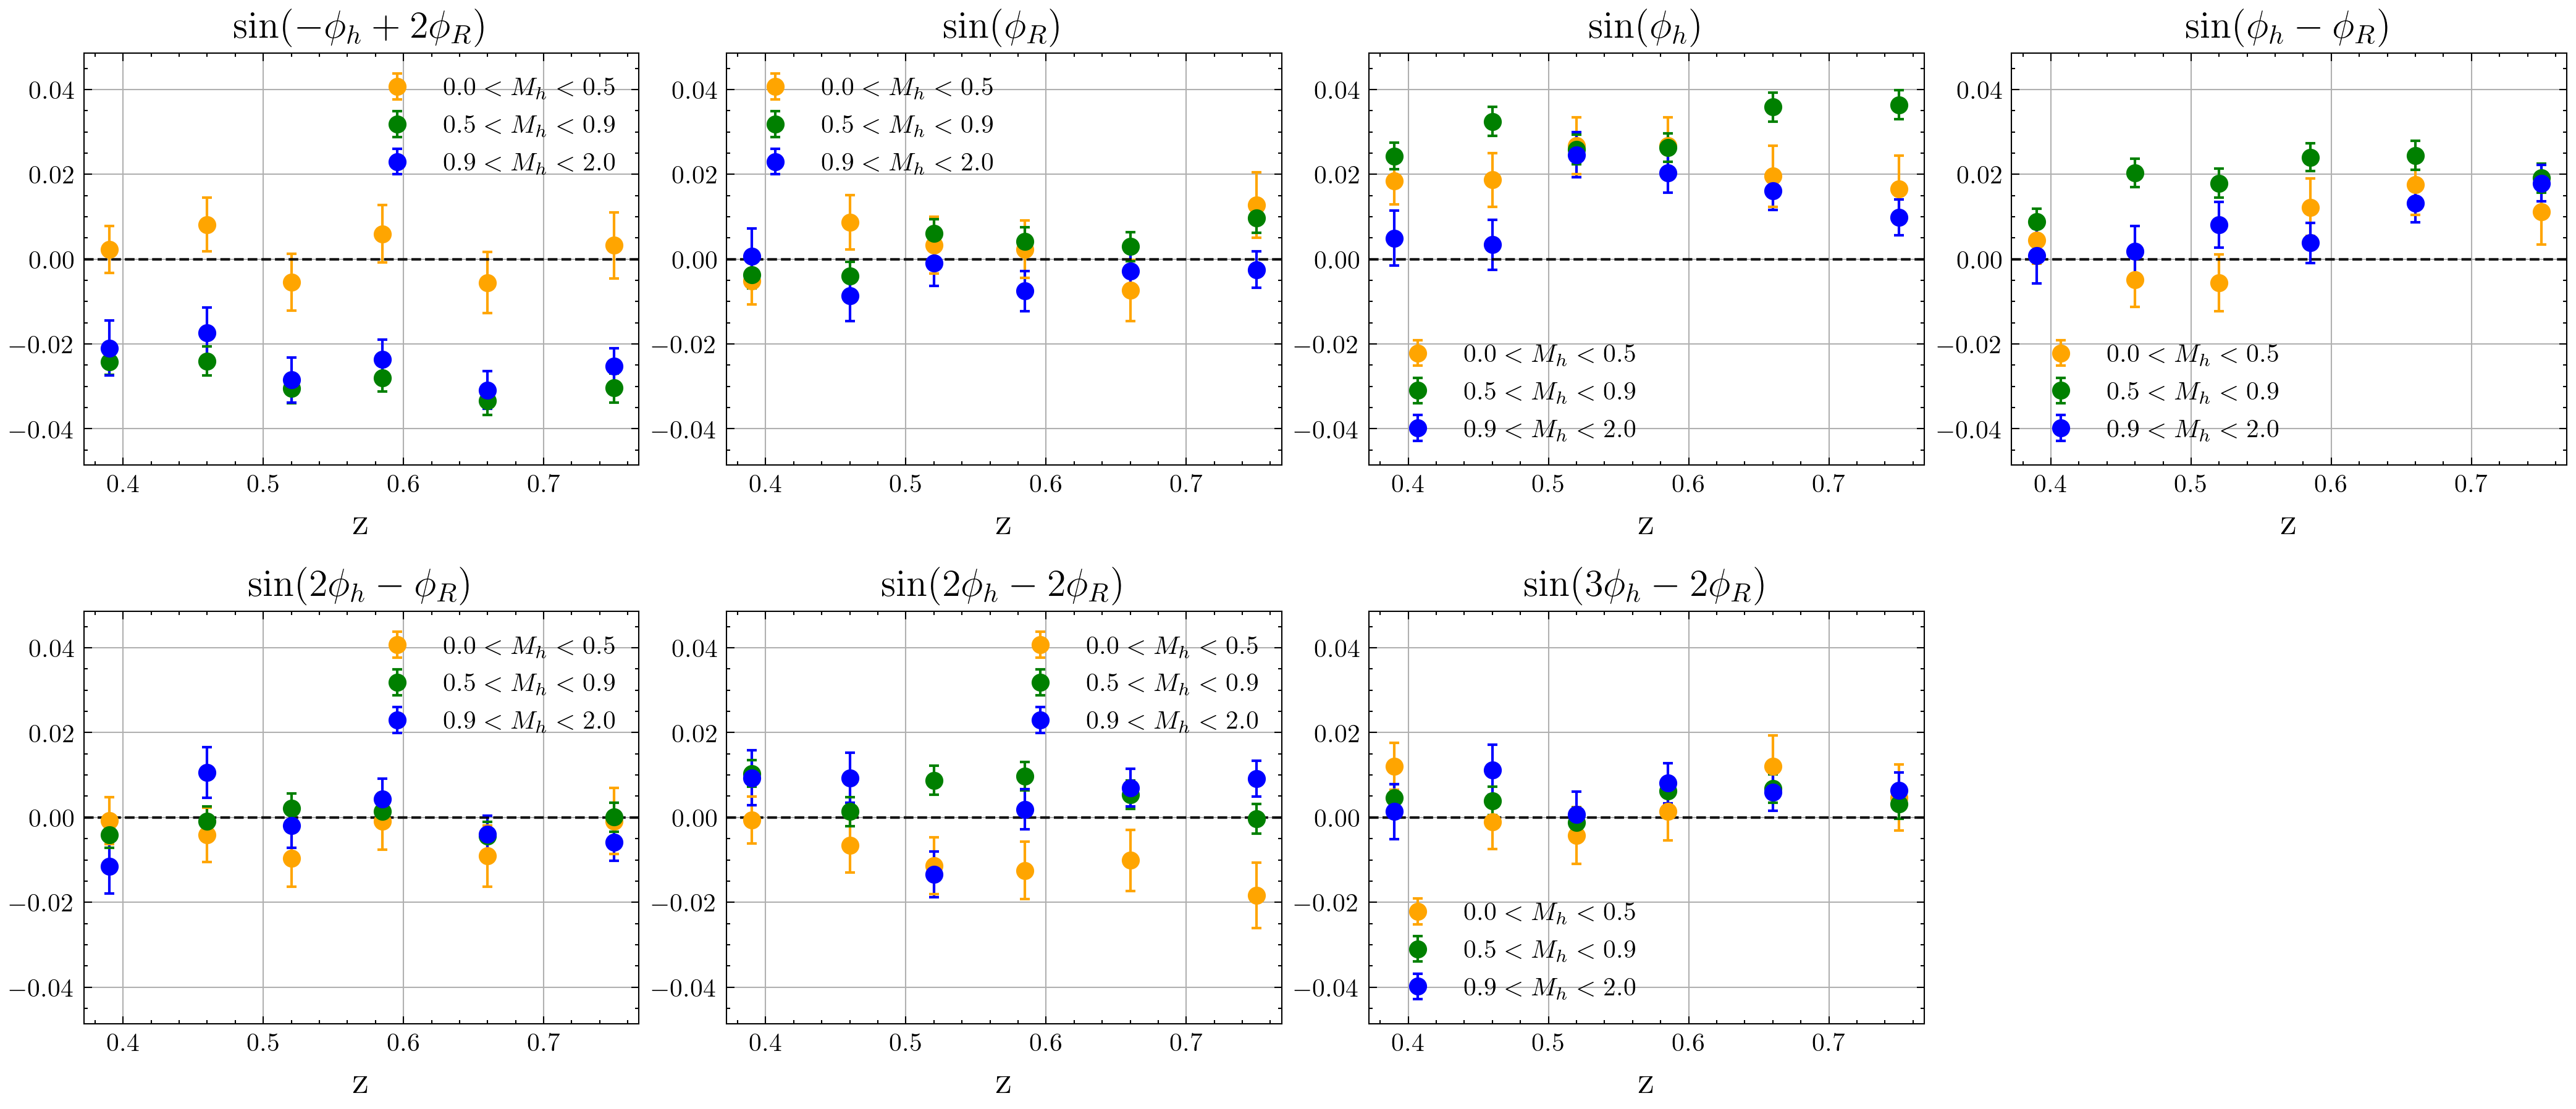 sin(−ϕ_h + 2ϕ_R)
0.04
0.02
0.00
−0.02
−0.04
0.0 < M_h < 0.5
0.5 < M_h < 0.9
0.9 < M_h < 2.0
0.4 0.5 0.6 0.7
z
sin(ϕ_R)
0.04
0.02
0.00
−0.02
−0.04
0.0 < M_h < 0.5
0.5 < M_h < 0.9
0.9 < M_h < 2.0
0.4 0.5 0.6 0.7
z
sin(ϕ_h)
0.04
0.02
0.00
−0.02
−0.04
0.0 < M_h < 0.5
0.5 < M_h < 0.9
0.9 < M_h < 2.0
0.4 0.5 0.6 0.7
z
sin(ϕ_h − ϕ_R)
0.04
0.02
0.00
−0.02
−0.04
0.0 < M_h < 0.5
0.5 < M_h < 0.9
0.9 < M_h < 2.0
0.4 0.5 0.6 0.7
z
sin(2ϕ_h − ϕ_R)
0.04
0.02
0.00
−0.02
−0.04
0.0 < M_h < 0.5
0.5 < M_h < 0.9
0.9 < M_h < 2.0
0.4 0.5 0.6 0.7
z
sin(2ϕ_h − 2ϕ_R)
0.04
0.02
0.00
−0.02
−0.04
0.0 < M_h < 0.5
0.5 < M_h < 0.9
0.9 < M_h < 2.0
0.4 0.5 0.6 0.7
z
sin(3ϕ_h − 2ϕ_R)
0.04
0.02
0.00
−0.02
−0.04
0.0 < M_h < 0.5
0.5 < M_h < 0.9
0.9 < M_h < 2.0
0.4 0.5 0.6 0.7
z